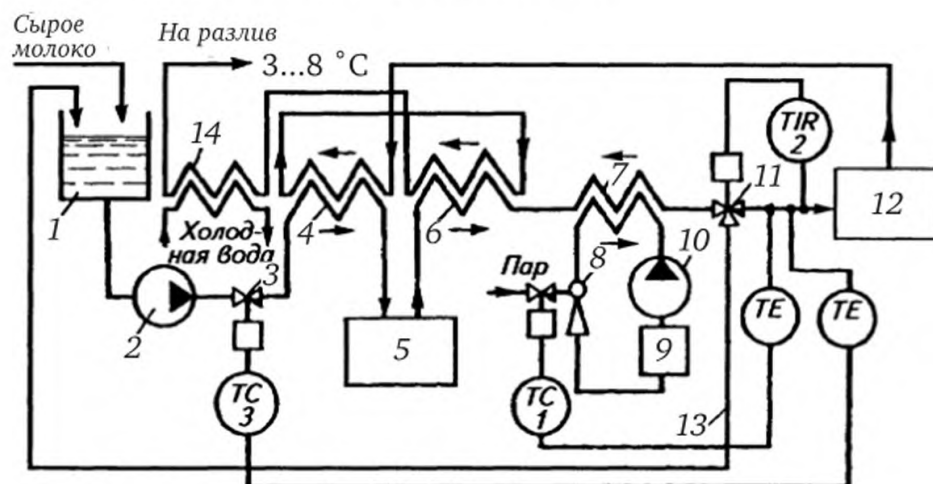 Сырое
молоко
На разлив
3...8 °C
14
TIR
2
11
12
1
Холод-
ная вода
4
6
7
3
Пар
8
10
2
5
9
TE
TE
TC
3
TC
1
13